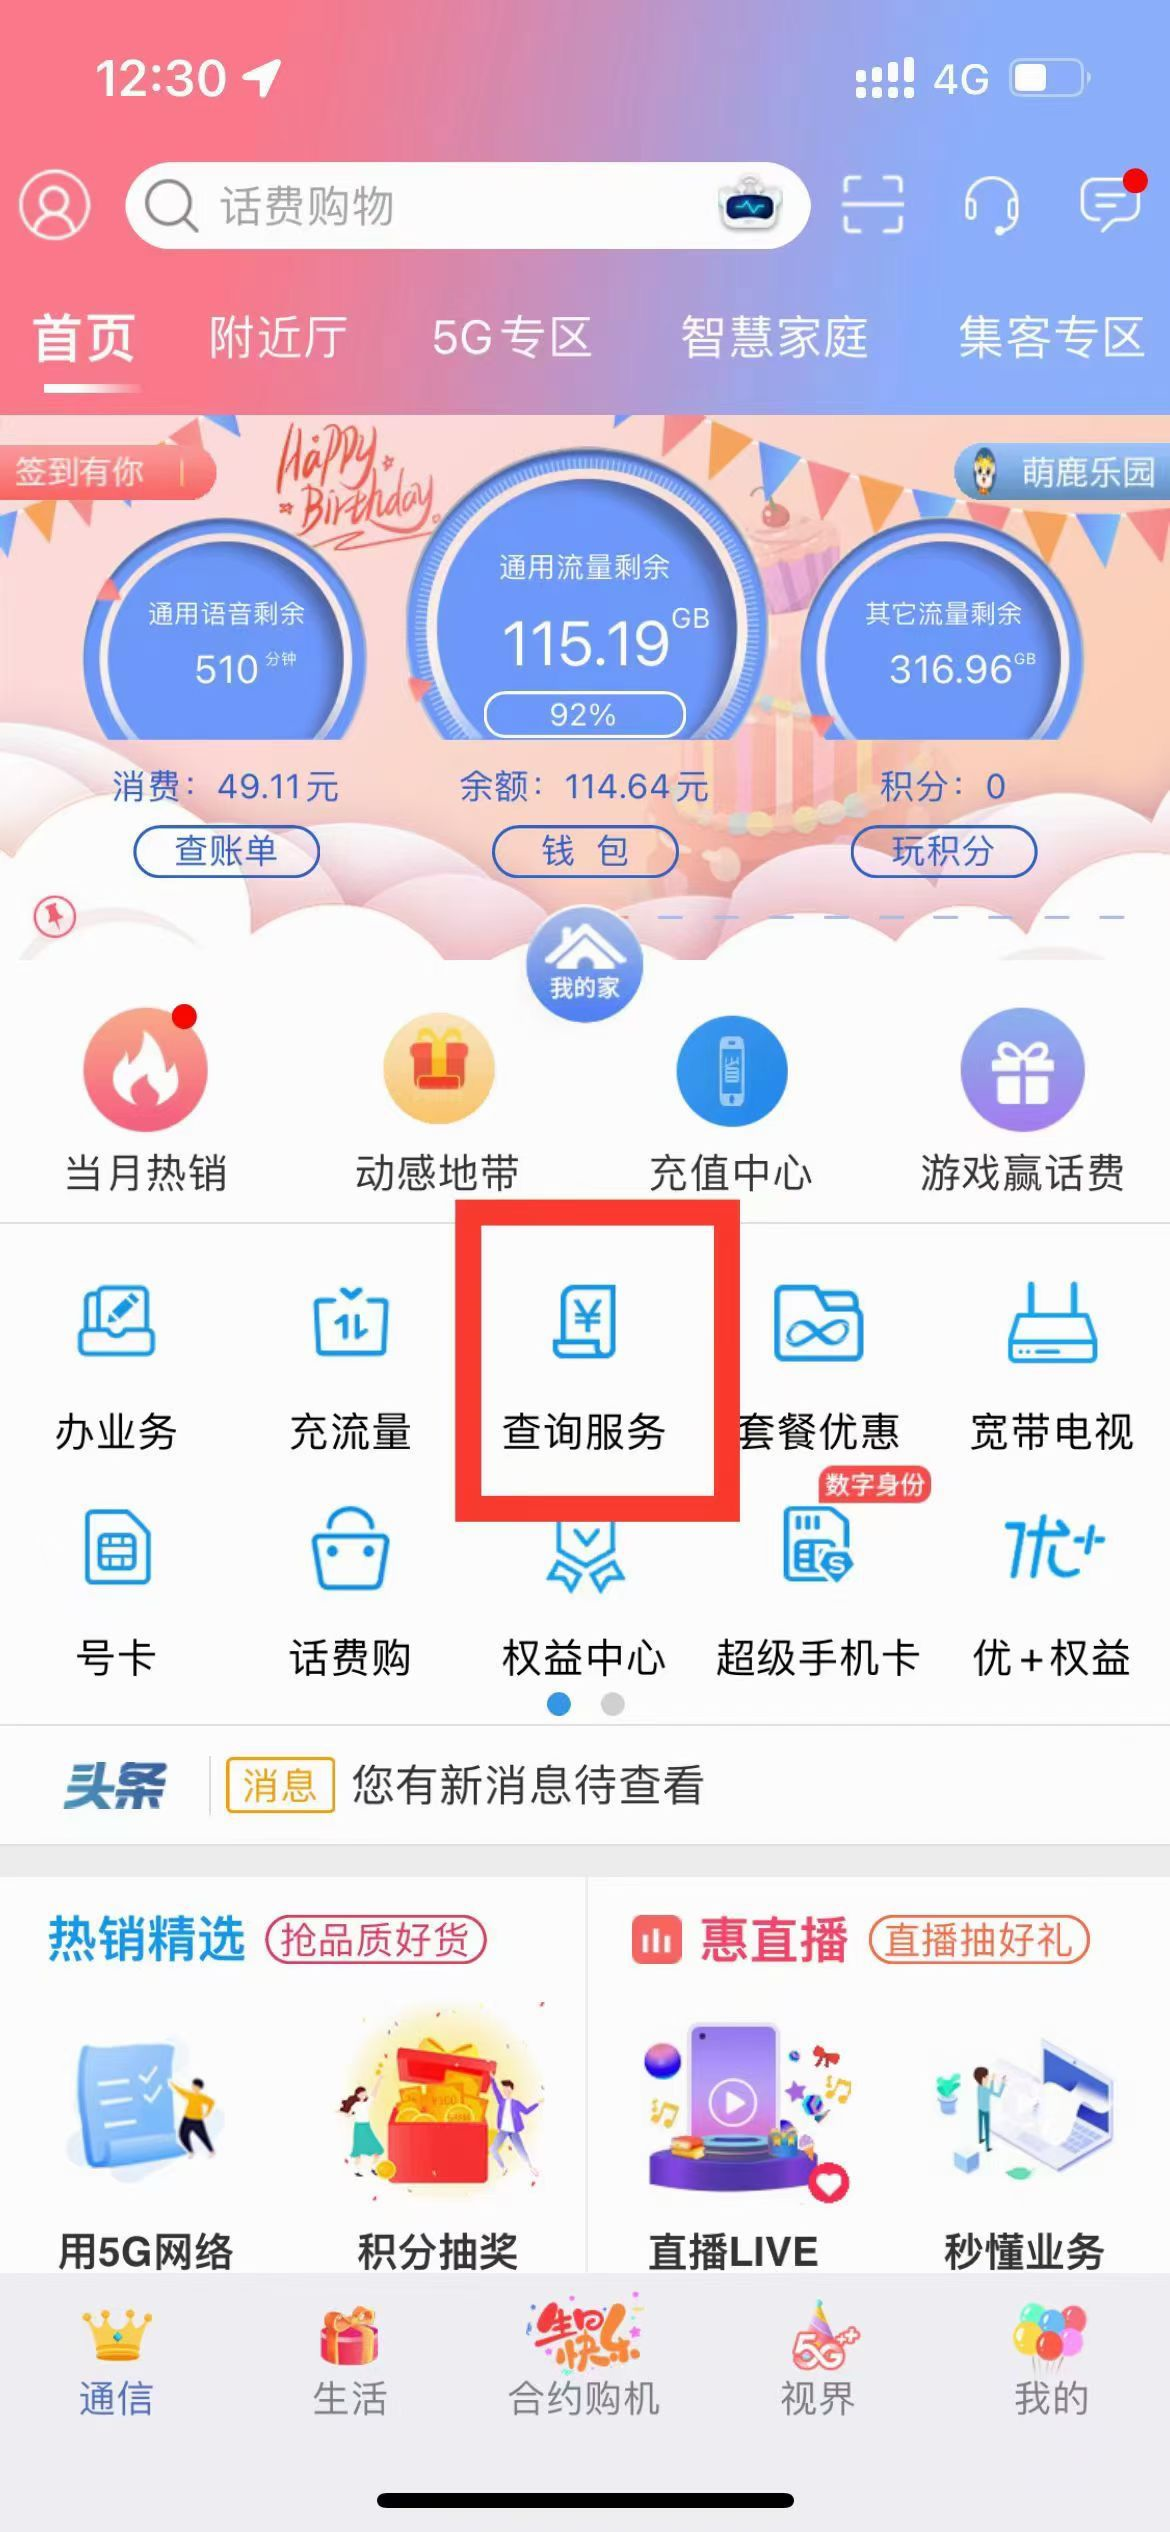 12:30
4G
话费购物
首页 附近厅 5G专区 智慧家庭 集客专区
签到有你
Happy Birthday
萌鹿乐园
通用语音剩余
510分钟
通用流量剩余
115.19GB
92%
其它流量剩余
316.96GB
消费：49.11元 余额：114.64元 积分：0
查账单 钱 包 玩积分
我的家
当月热销 动感地带 充值中心 游戏赢话费
办业务 充流量 查询服务 套餐优惠 宽带电视
数字身份
优+
号卡 话费购 权益中心 超级手机卡 优+权益
头条 消息 您有新消息待查看
热销精选 抢品质好货 惠直播 直播抽好礼
用5G网络 积分抽奖 直播LIVE 秒懂业务
生日快乐
5G++
通信 生活 合约购机 视界 我的